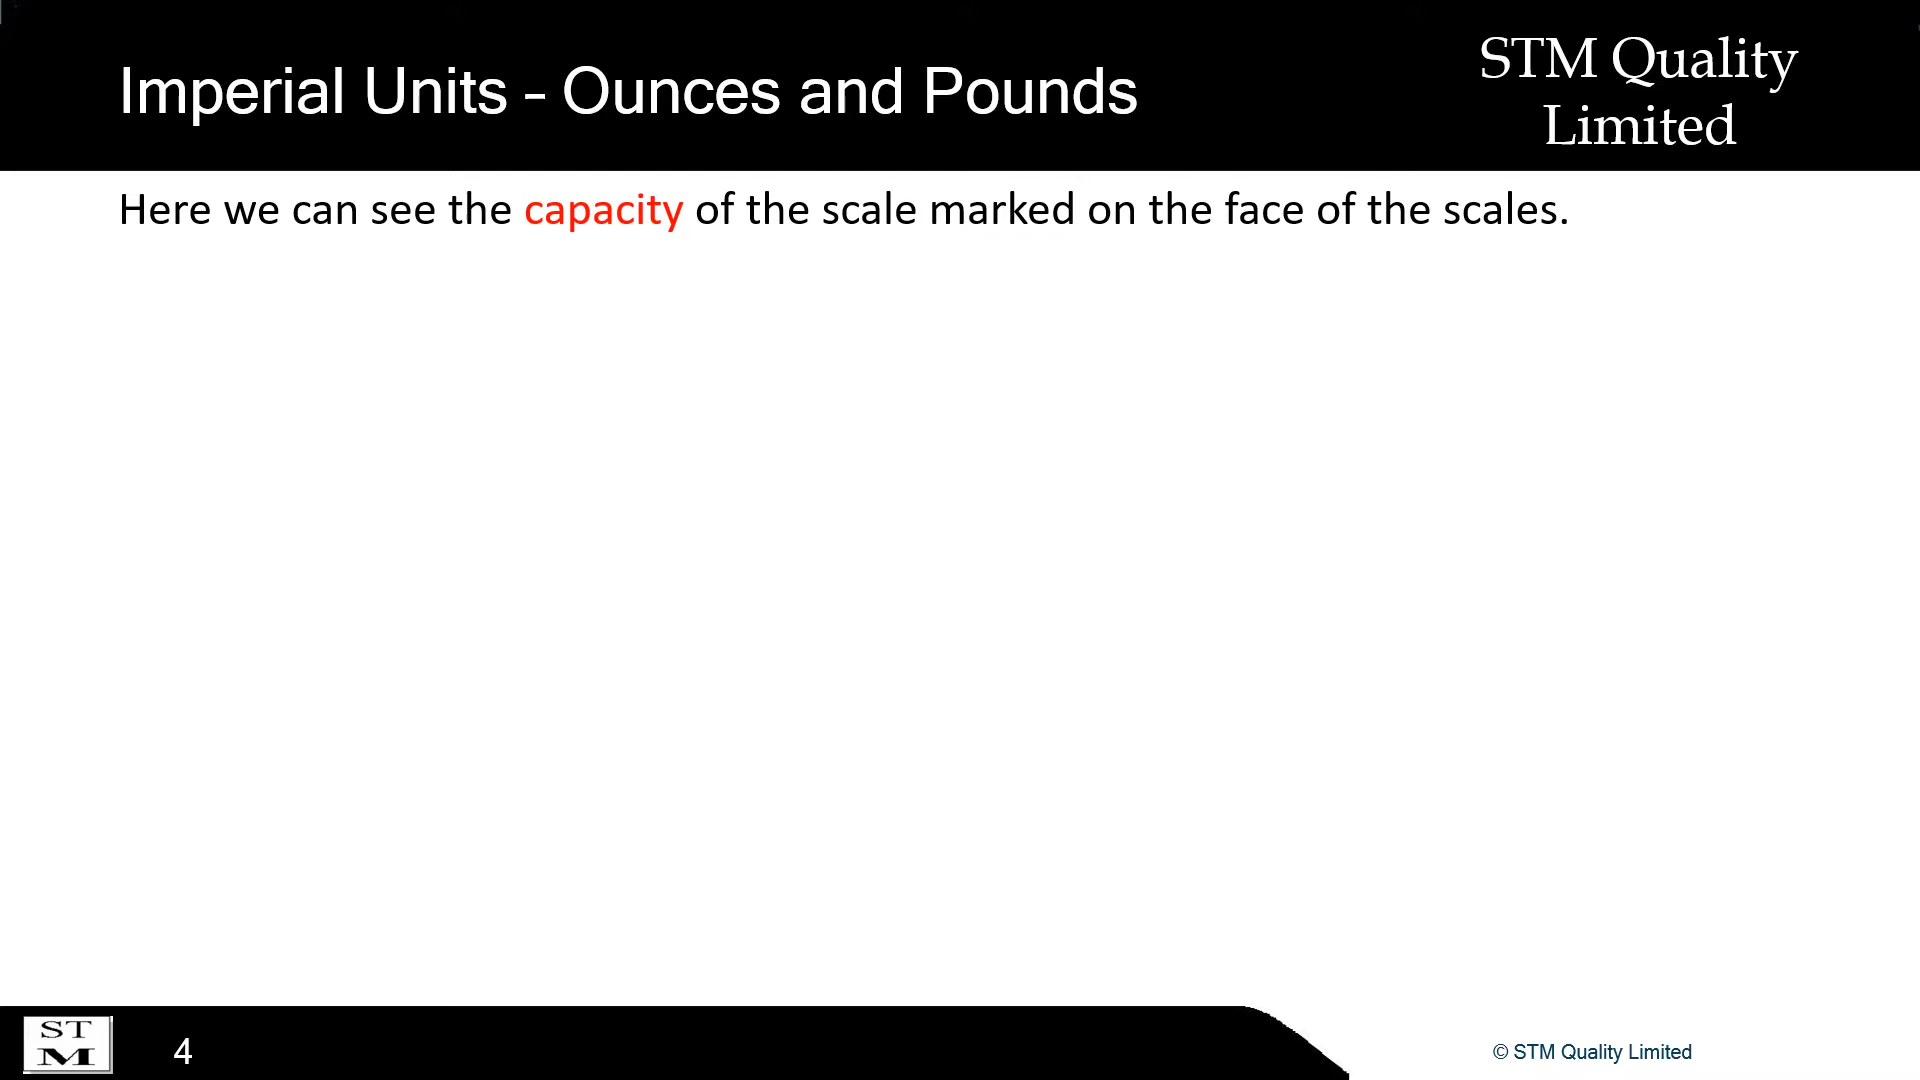 Imperial Units – Ounces and Pounds
STM Quality
Limited
Here we can see the capacity of the scale marked on the face of the scales.
ST
M
4
© STM Quality Limited